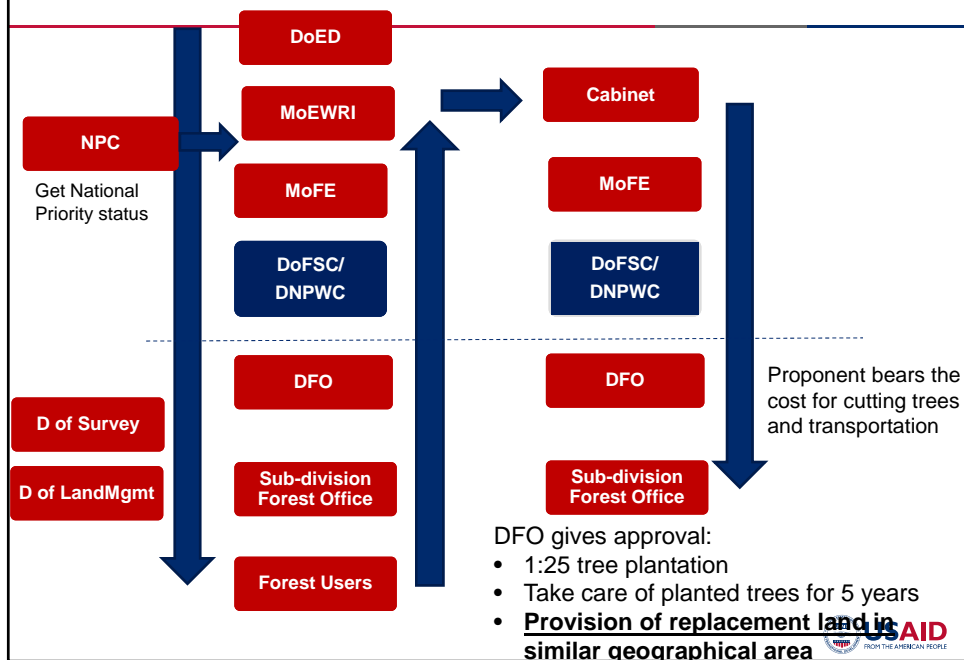 DoED
MoEWRI
NPC
Get National
Priority status
MoFE
DoFSC/
DNPWC
DFO
D of Survey
D of LandMgmt
Sub-division
Forest Office
Forest Users
Cabinet
MoFE
DoFSC/
DNPWC
DFO
Sub-division
Forest Office
Proponent bears the
cost for cutting trees
and transportation
DFO gives approval:
• 1:25 tree plantation
• Take care of planted trees for 5 years
• Provision of replacement land in
similar geographical area
USAID
FROM THE AMERICAN PEOPLE